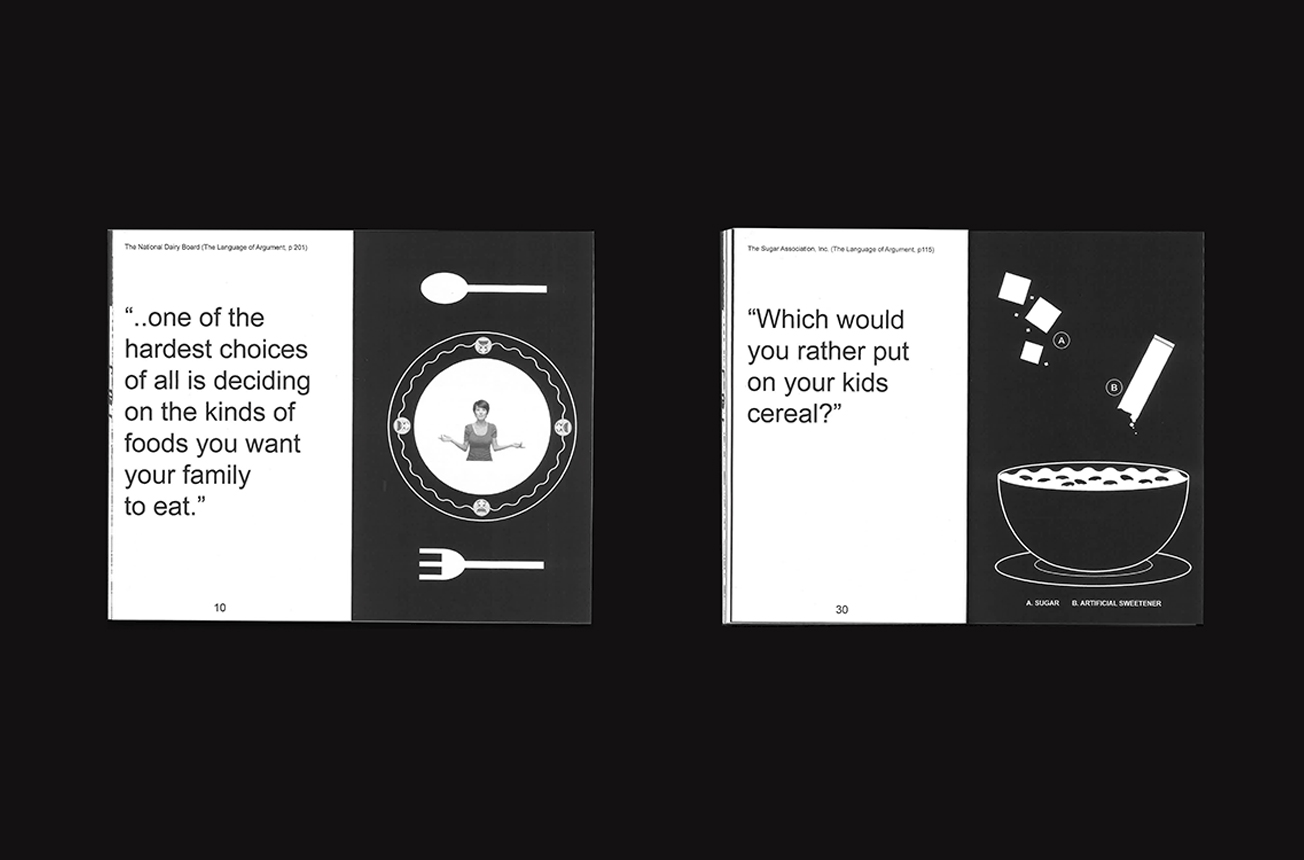 The National Dairy Board (The Language of Argument, p 201)
“..one of the
hardest choices
of all is deciding
on the kinds of
foods you want
your family
to eat.”
10
The Sugar Association, Inc. (The Language of Argument, p115)
“Which would
you rather put
on your kids
cereal?”
A
B
A. SUGAR B. ARTIFICIAL SWEETENER
30